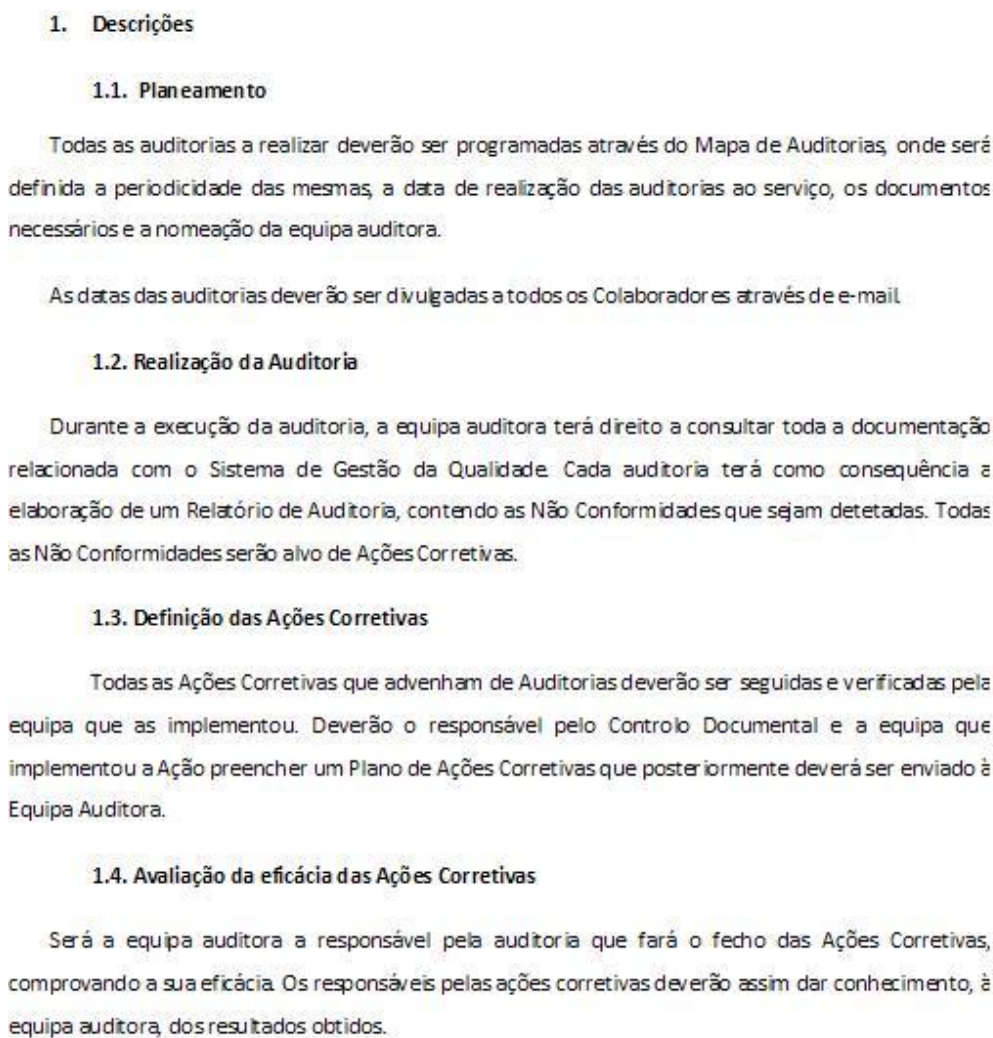 1. Descrições
1.1. Planeamento
Todas as auditorias a realizar deverão ser programadas através do Mapa de Auditorias, onde será
definida a periodicidade das mesmas, a data de realização das auditorias ao serviço, os documentos
necessários e a nomeação da equipa auditora.
As datas das auditorias deverão ser divulgadas a todos os Colaboradores através de e-mail.
1.2. Realização da Auditoria
Durante a execução da auditoria, a equipa auditora terá direito a consultar toda a documentação
relacionada com o Sistema de Gestão da Qualidade. Cada auditoria terá como consequência a
elaboração de um Relatório de Auditoria, contendo as Não Conformidades que sejam detetadas. Todas
as Não Conformidades serão alvo de Ações Corretivas.
1.3. Definição das Ações Corretivas
Todas as Ações Corretivas que advenham de Auditorias deverão ser seguidas e verificadas pela
equipa que as implementou. Deverão o responsável pelo Controlo Documental e a equipa que
implementou a Ação preencher um Plano de Ações Corretivas que posteriormente deverá ser enviado à
Equipa Auditora.
1.4. Avaliação da eficácia das Ações Corretivas
Será a equipa auditora a responsável pela auditoria que fará o fecho das Ações Corretivas,
comprovando a sua eficácia. Os responsáveis pelas ações corretivas deverão assim dar conhecimento, à
equipa auditora, dos resultados obtidos.